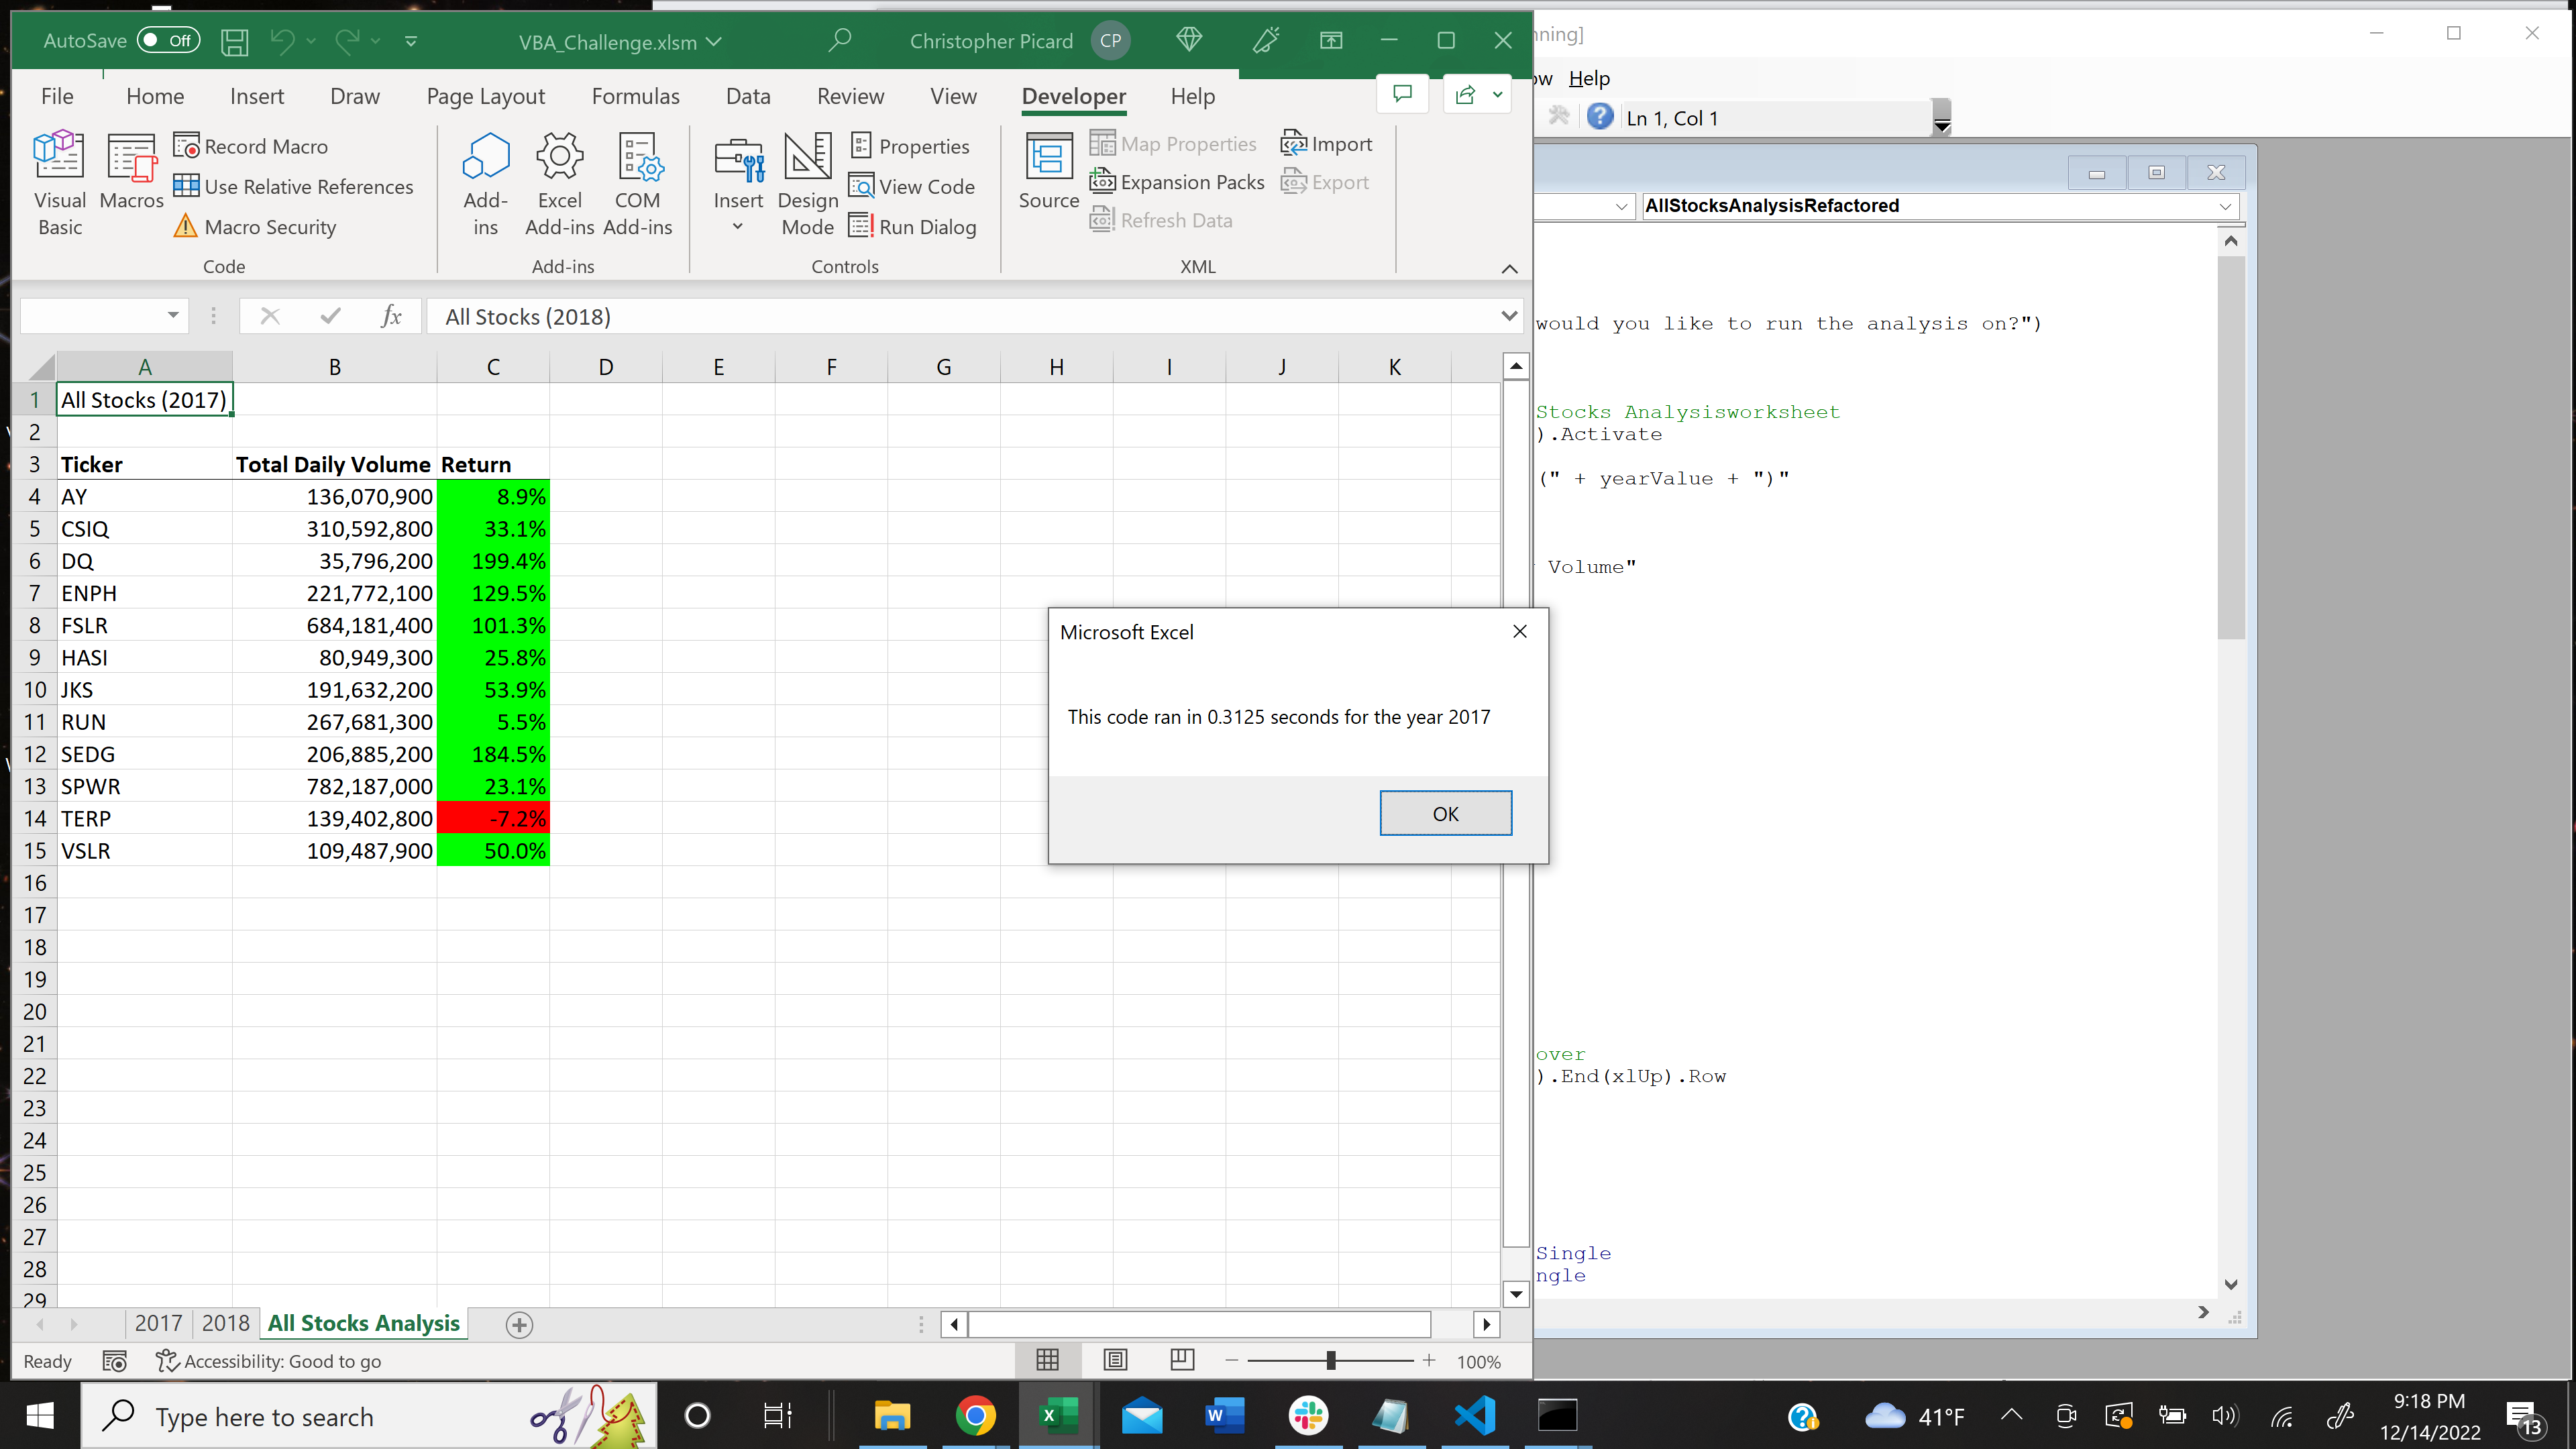 AutoSave Off VBA_Challenge.xlsm Christopher Picard CP
File Home Insert Draw Page Layout Formulas Data Review View Developer Help
Visual Basic
Macros
Record Macro
Use Relative References
Macro Security
Code
Add-ins
Excel Add-ins
COM Add-ins
Add-ins
Insert
Design Mode
Properties
View Code
Run Dialog
Controls
Source
Map Properties
Expansion Packs
Refresh Data
Import
Export
XML
fx All Stocks (2018)
A B C D E F G H I J K
1 All Stocks (2017)
2
3 Ticker Total Daily Volume Return
4 AY 136,070,900 8.9%
5 CSIQ 310,592,800 33.1%
6 DQ 35,796,200 199.4%
7 ENPH 221,772,100 129.5%
8 FSLR 684,181,400 101.3%
9 HASI 80,949,300 25.8%
10 JKS 191,632,200 53.9%
11 RUN 267,681,300 5.5%
12 SEDG 206,885,200 184.5%
13 SPWR 782,187,000 23.1%
14 TERP 139,402,800 -7.2%
15 VSLR 109,487,900 50.0%
16
17
18
19
20
21
22
23
24
25
26
27
28
29
2017 2018 All Stocks Analysis
Ready Accessibility: Good to go 100%
Microsoft Excel
This code ran in 0.3125 seconds for the year 2017
OK
nning]
ow Help
Ln 1, Col 1
AllStocksAnalysisRefactored
would you like to run the analysis on?")
Stocks Analysisworksheet
).Activate
(" + yearValue + ")"
Volume"
over
).End(xlUp).Row
Single
ngle
Type here to search
41°F
9:18 PM
12/14/2022
13